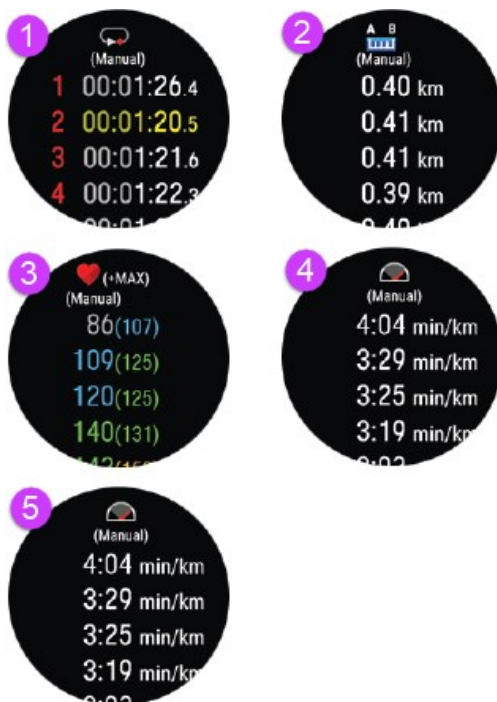 1
(Manual)
1 00:01:26.4
2 00:01:20.5
3 00:01:21.6
4 00:01:22.3
2
A B
(Manual)
0.40 km
0.41 km
0.41 km
0.39 km
3
(+MAX)
(Manual)
86(107)
109(125)
120(125)
140(131)
4
(Manual)
4:04 min/km
3:29 min/km
3:25 min/km
3:19 min/km
5
(Manual)
4:04 min/km
3:29 min/km
3:25 min/km
3:19 min/km